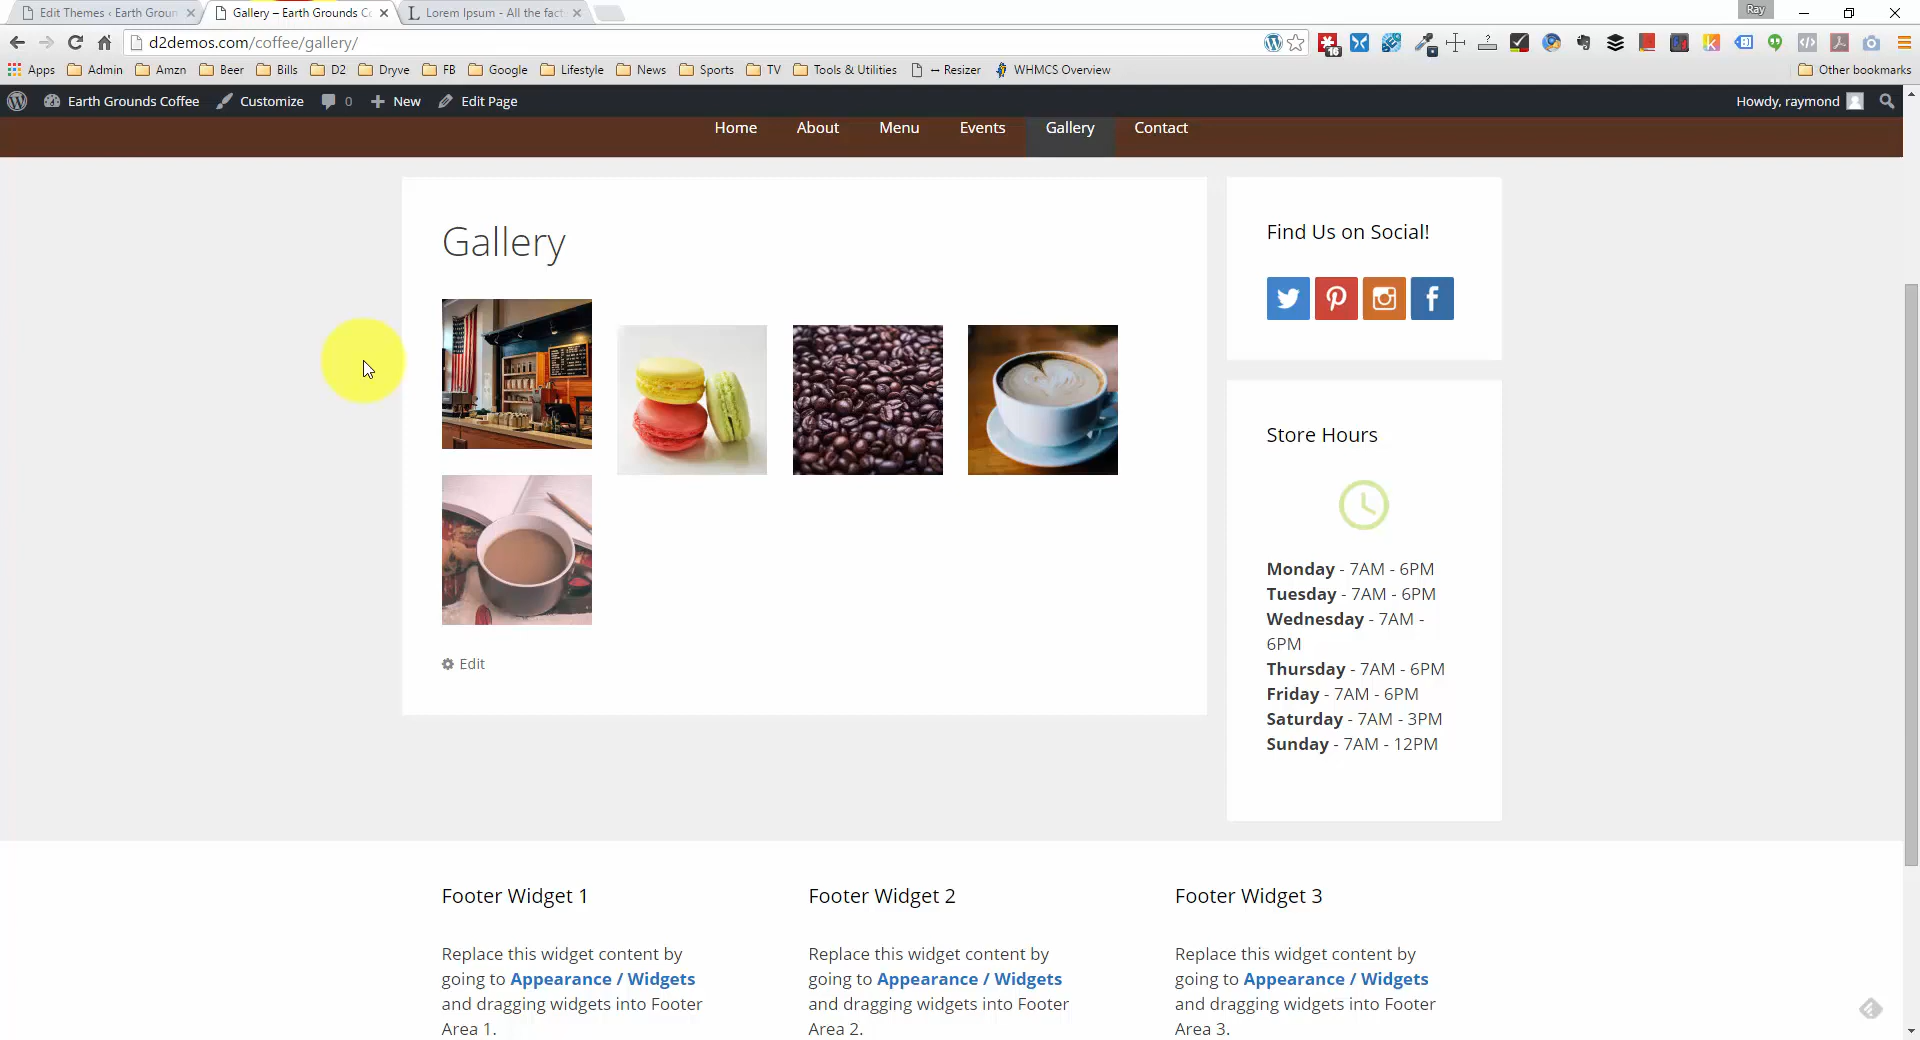 Edit Themes ‹ Earth Groun
Gallery – Earth Grounds Co
Lorem Ipsum - All the fact
Ray
d2demos.com/coffee/gallery/
16
Apps
Admin
Amzn
Beer
Bills
D2
Dryve
FB
Google
Lifestyle
News
Sports
TV
Tools & Utilities
Resizer
WHMCS Overview
Other bookmarks
Earth Grounds Coffee
Customize
0
New
Edit Page
Howdy, raymond
Home
About
Menu
Events
Gallery
Contact
Gallery
Edit
Find Us on Social!
Store Hours
Monday - 7AM - 6PM
Tuesday - 7AM - 6PM
Wednesday - 7AM -
6PM
Thursday - 7AM - 6PM
Friday - 7AM - 6PM
Saturday - 7AM - 3PM
Sunday - 7AM - 12PM
Footer Widget 1
Replace this widget content by
going to Appearance / Widgets
and dragging widgets into Footer
Area 1.
Footer Widget 2
Replace this widget content by
going to Appearance / Widgets
and dragging widgets into Footer
Area 2.
Footer Widget 3
Replace this widget content by
going to Appearance / Widgets
and dragging widgets into Footer
Area 3.